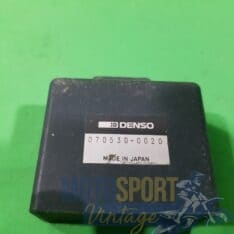 DENSO
070530-0020
MADE IN JAPAN
SPORT
Vintage